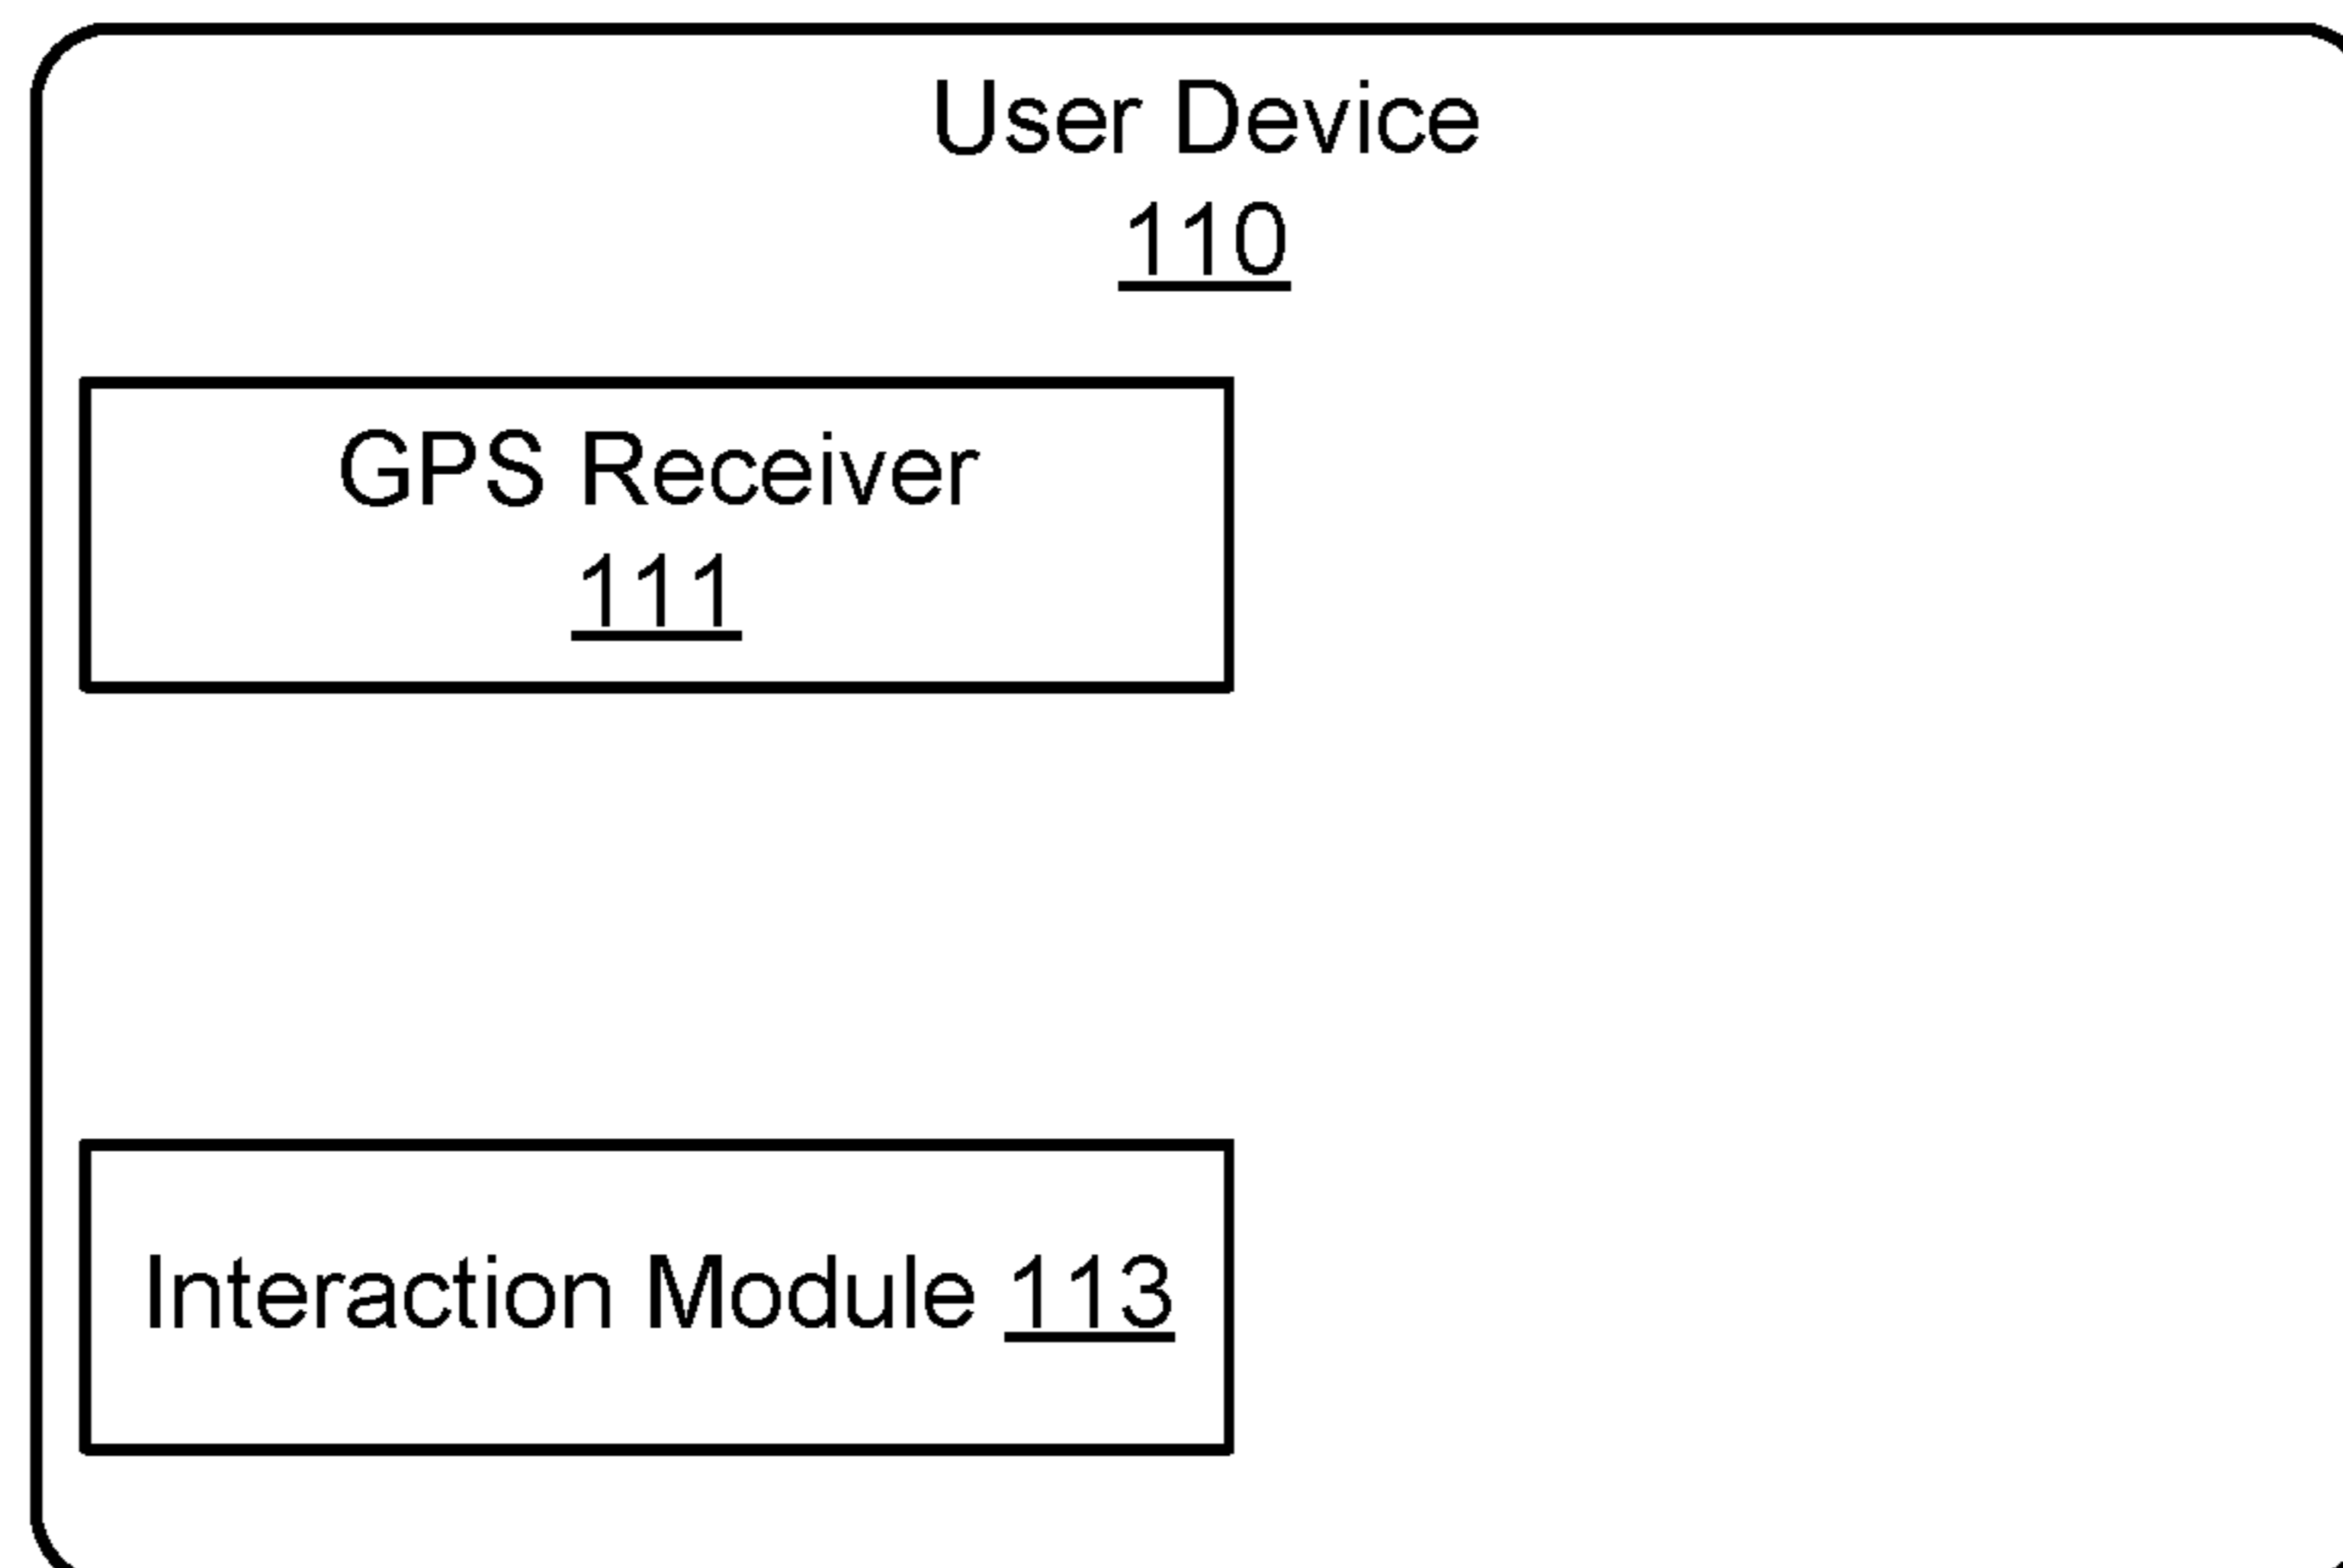 User Device
110
GPS Receiver
111
Interaction Module 113